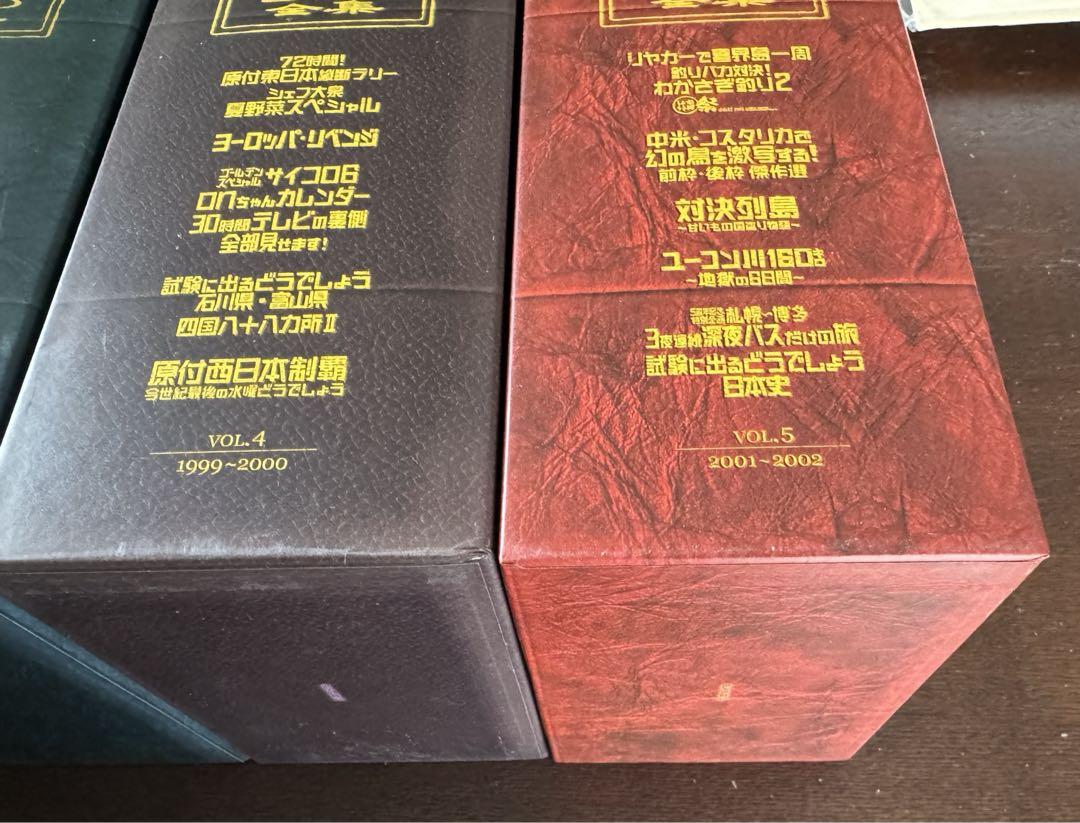 全集
72時間!
原付東日本縦断ラリー
シェフ大泉
夏野菜スペシャル
ヨーロッパ・リベンジ
ゴールデン
スペシャル サイコロ6
onちゃんカレンダー
30時間テレビの裏側
全部見せます!
試験に出るどうでしょう
石川県・富山県
四国八十八カ所Ⅱ
原付西日本制覇
今世紀最後の水曜どうでしょう
VOL.4
1999~2000
全集
リヤカーで喜界島一周
釣りバカ対決!
わかさぎ釣り2
祭
中米・コスタリカで
幻の鳥を激写する!
前枠・後枠 傑作選
対決列島
~甘いもの国盗り物語~
ユーコン川160キロ
~地獄の6日間~
札幌~博多
3夜連続深夜バスだけの旅
試験に出るどうでしょう
日本史
VOL.5
2001~2002